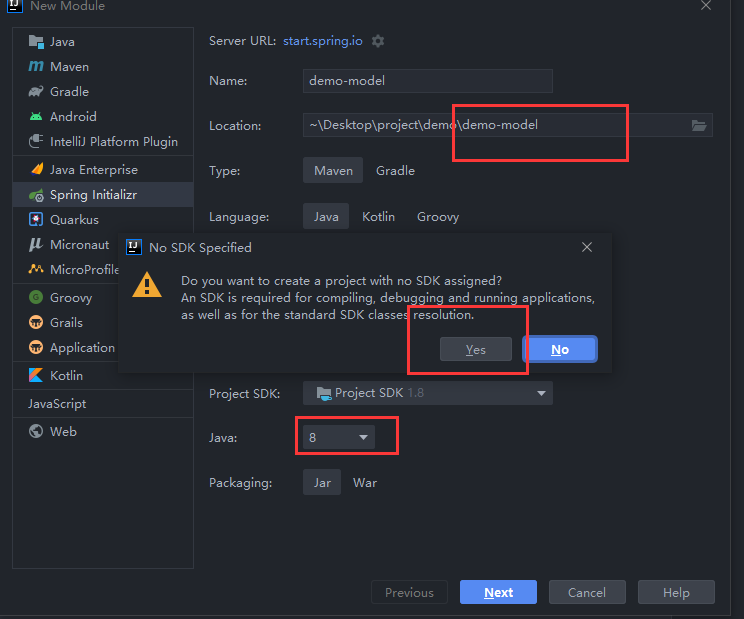 New Module
Java
Maven
Gradle
Android
IntelliJ Platform Plugin
Java Enterprise
Spring Initializr
Quarkus
Micronaut
MicroProfile
Groovy
Grails
Application
Kotlin
JavaScript
Web
Server URL: start.spring.io
Name: demo-model
Location: ~\Desktop\project\demo\demo-model
Type: Maven Gradle
Language: Java Kotlin Groovy
No SDK Specified
Do you want to create a project with no SDK assigned?
An SDK is required for compiling, debugging and running applications,
as well as for the standard SDK classes resolution.
Yes No
Project SDK: Project SDK 1.8
Java: 8
Packaging: Jar War
Previous Next Cancel Help